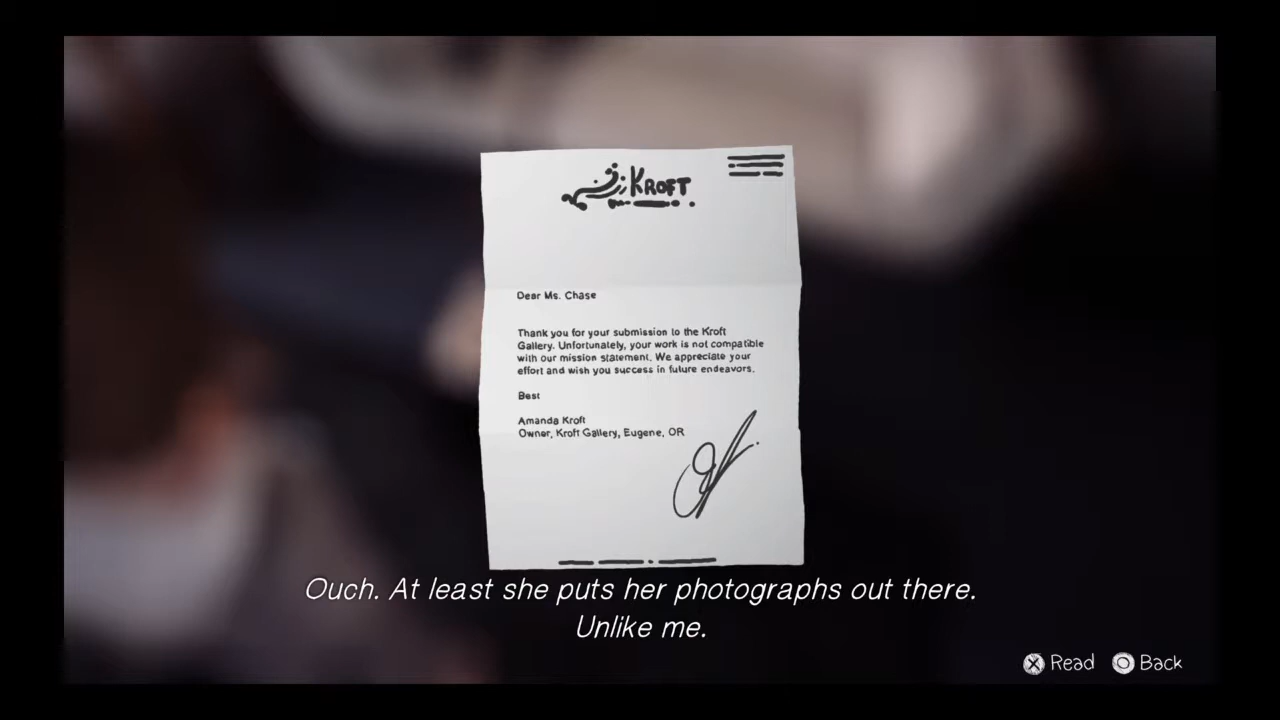 KROFT
Dear Ms. Chase
Thank you for your submission to the Kroft
Gallery. Unfortunately, your work is not compatible
with our mission statement. We appreciate your
effort and wish you success in future endeavors.
Best
Amanda Kroft
Owner, Kroft Gallery, Eugene, OR
Ouch. At least she puts her photographs out there.
Unlike me.
Read Back